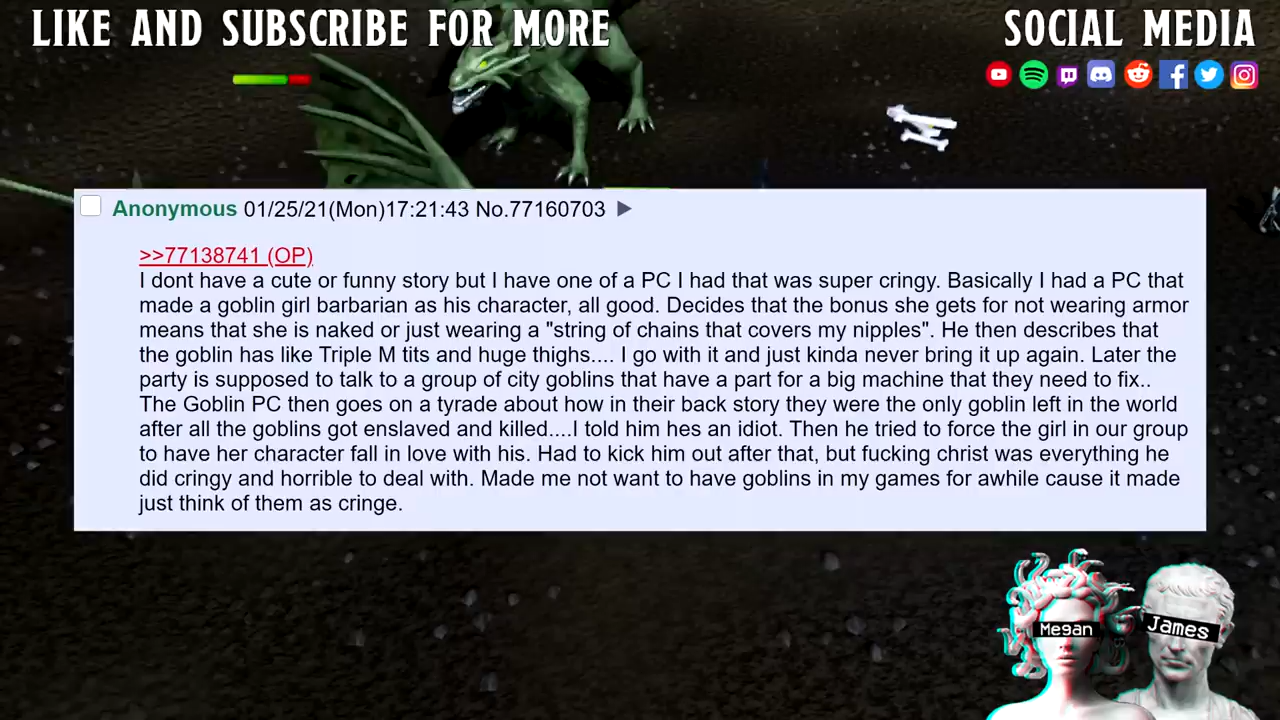 LIKE AND SUBSCRIBE FOR MORE
SOCIAL MEDIA
Anonymous 01/25/21(Mon)17:21:43 No.77160703 ▶
>>77138741 (OP)
I dont have a cute or funny story but I have one of a PC I had that was super cringy. Basically I had a PC that
made a goblin girl barbarian as his character, all good. Decides that the bonus she gets for not wearing armor
means that she is naked or just wearing a "string of chains that covers my nipples". He then describes that
the goblin has like Triple M tits and huge thighs.... I go with it and just kinda never bring it up again. Later the
party is supposed to talk to a group of city goblins that have a part for a big machine that they need to fix..
The Goblin PC then goes on a tyrade about how in their back story they were the only goblin left in the world
after all the goblins got enslaved and killed....I told him hes an idiot. Then he tried to force the girl in our group
to have her character fall in love with his. Had to kick him out after that, but fucking christ was everything he
did cringy and horrible to deal with. Made me not want to have goblins in my games for awhile cause it made
just think of them as cringe.
Megan
James